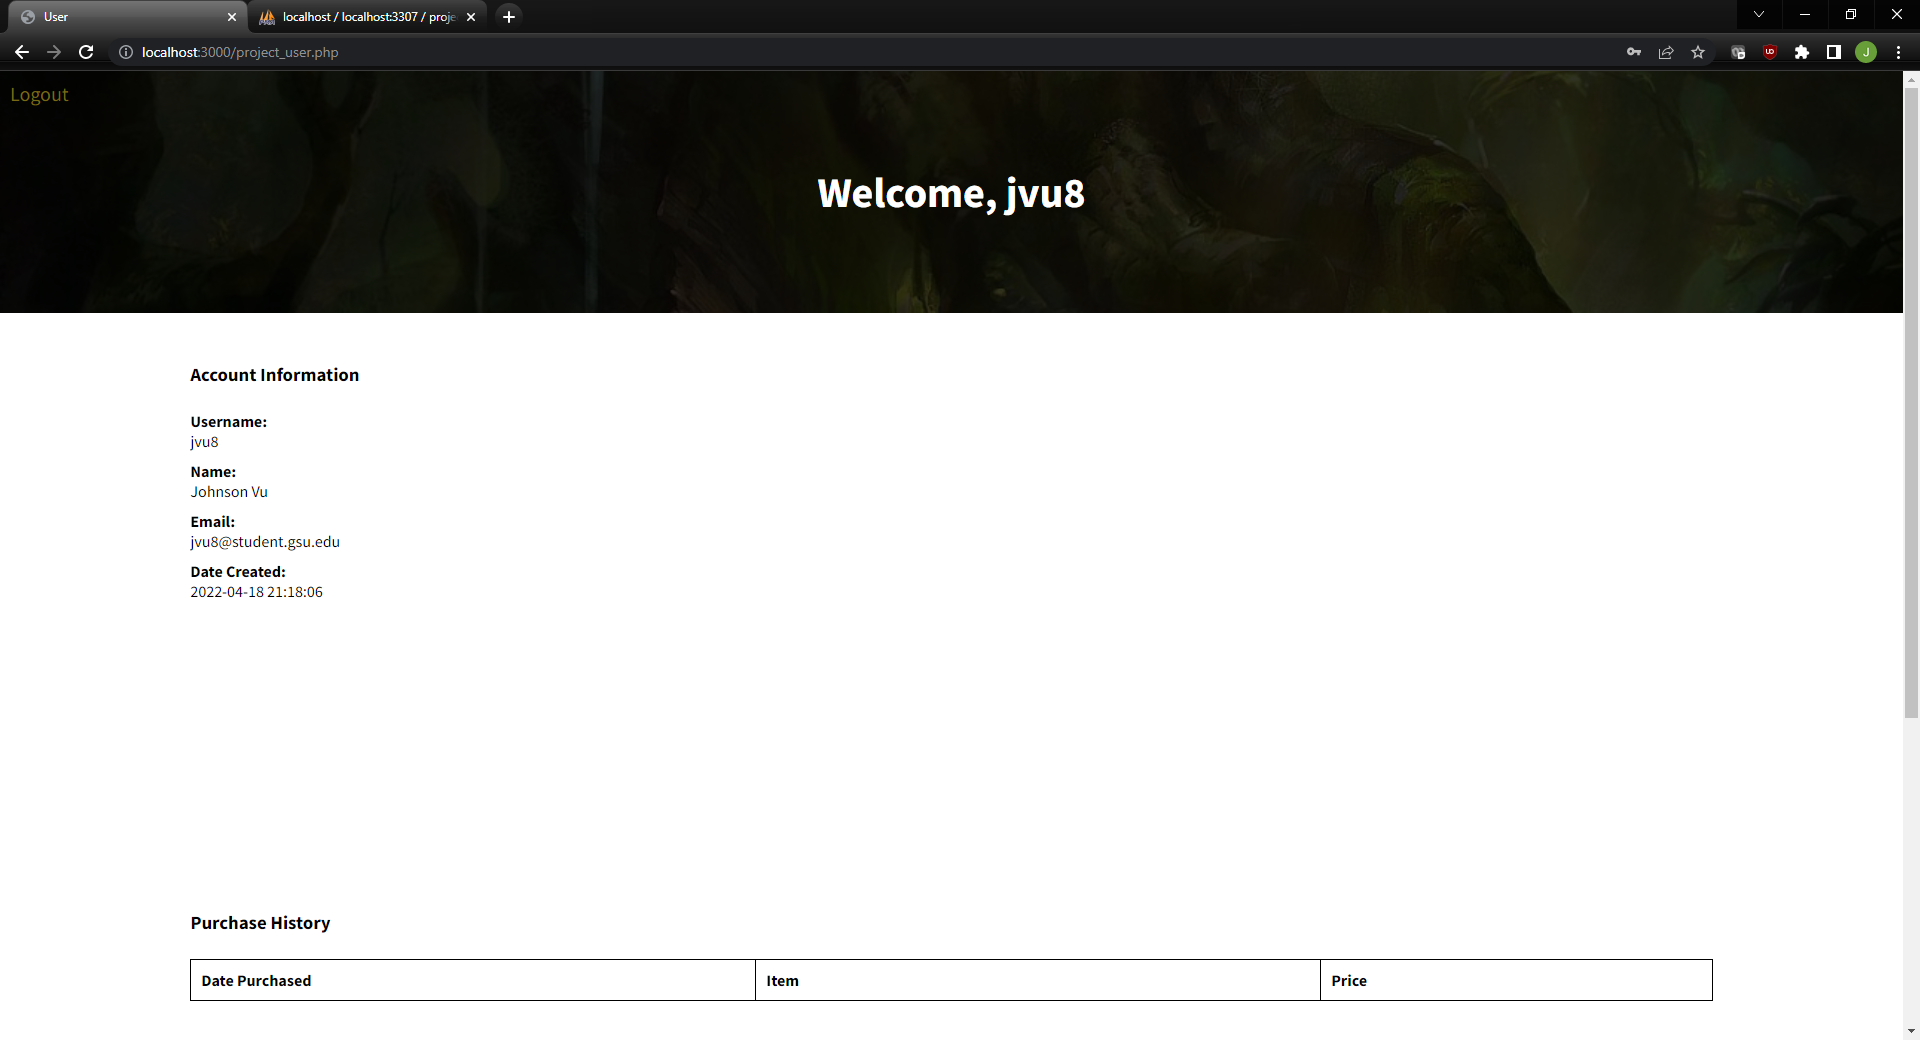 User
localhost / localhost:3307 / proje
localhost:3000/project_user.php
J
Logout
Welcome, jvu8
Account Information
Username:
jvu8
Name:
Johnson Vu
Email:
jvu8@student.gsu.edu
Date Created:
2022-04-18 21:18:06
Purchase History
Date Purchased
Item
Price